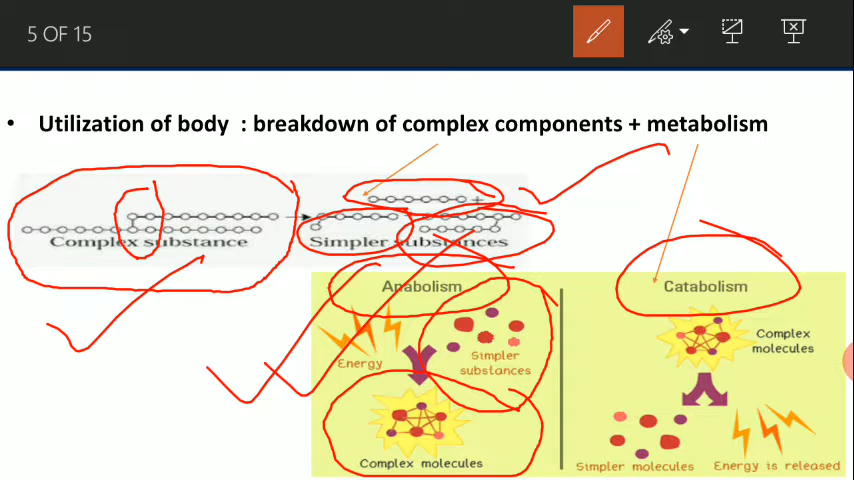 5 OF 15
• Utilization of body : breakdown of complex components + metabolism
+
Complex substance
Simpler substances
Anabolism
Catabolism
Energy
Simpler
substances
Complex
molecules
Complex molecules
Simpler molecules
Energy is released